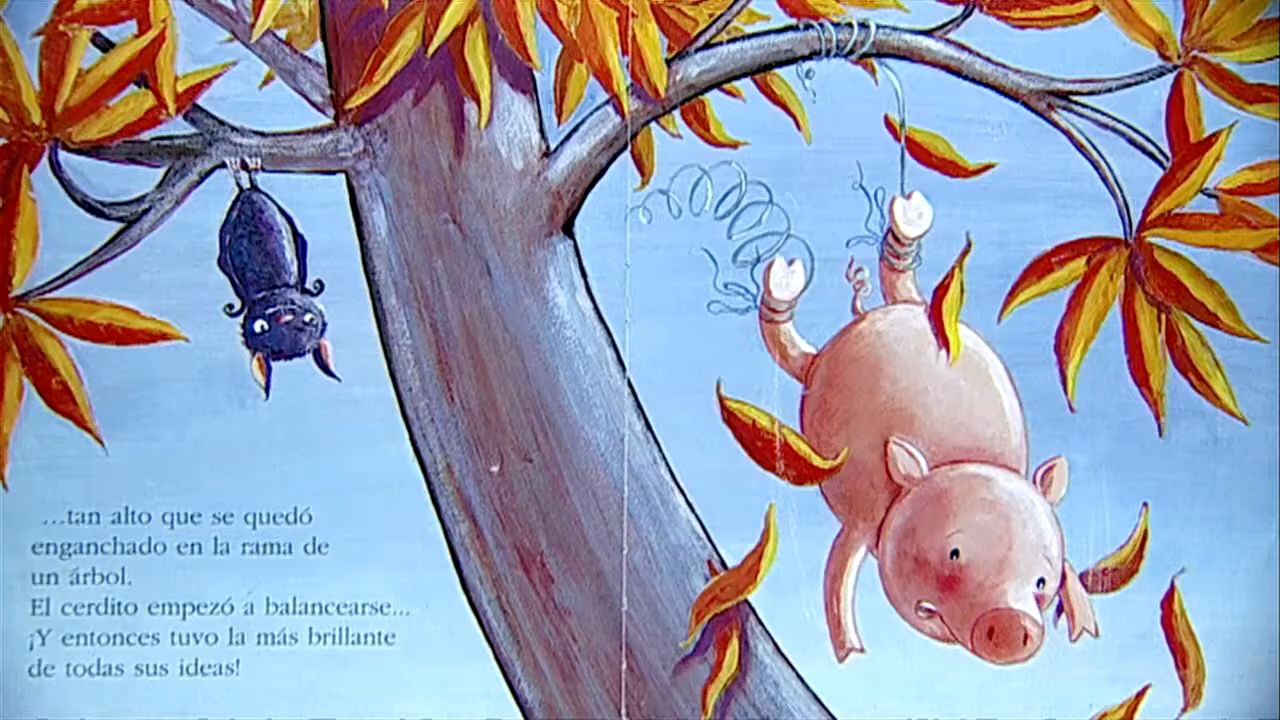 ...tan alto que se quedó
enganchado en la rama de
un árbol.
El cerdito empezó a balancearse...
¡Y entonces tuvo la más brillante
de todas sus ideas!